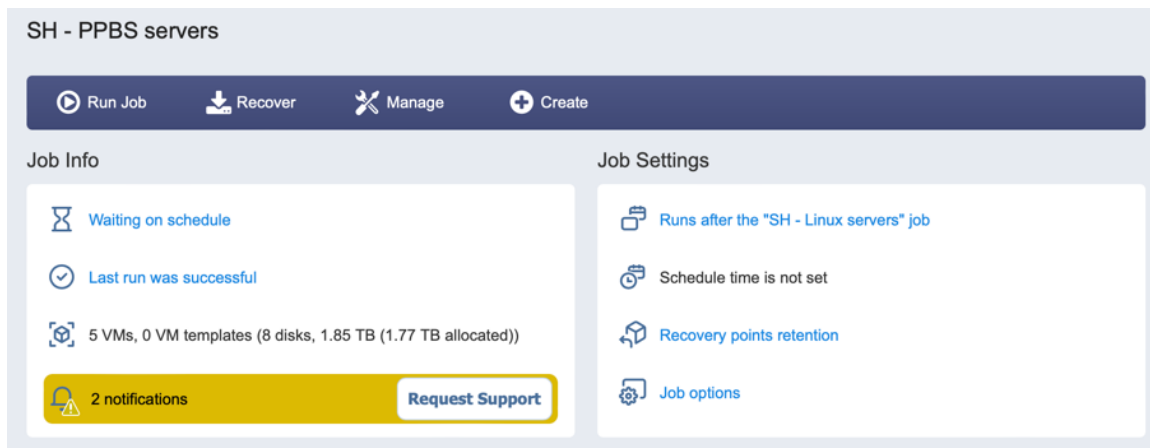 SH - PPBS servers
Run Job
Recover
Manage
Create
Job Info
Waiting on schedule
Last run was successful
5 VMs, 0 VM templates (8 disks, 1.85 TB (1.77 TB allocated))
2 notifications
Request Support
Job Settings
Runs after the "SH - Linux servers" job
Schedule time is not set
Recovery points retention
Job options